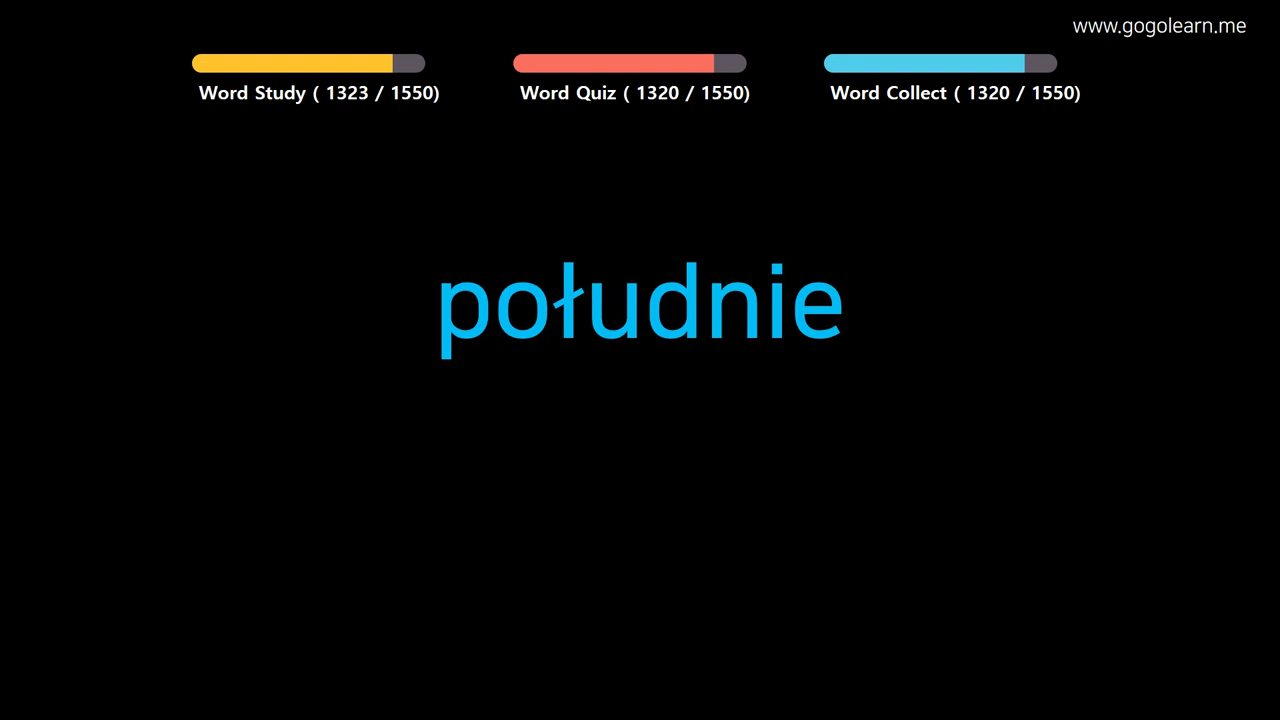 www.gogolearn.me
Word Study ( 1323 / 1550)
Word Quiz ( 1320 / 1550)
Word Collect ( 1320 / 1550)
południe